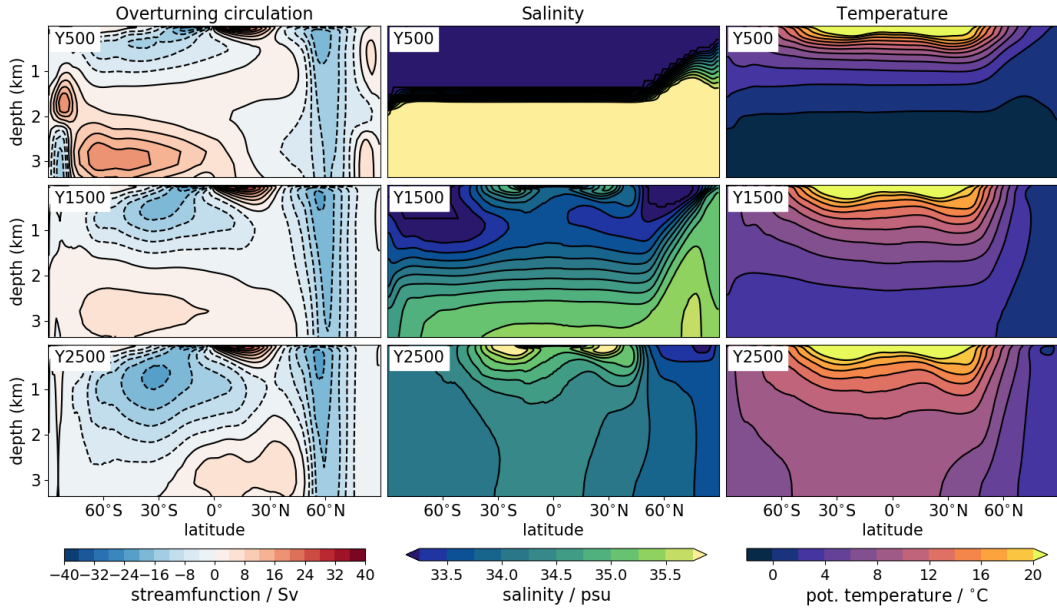 Overturning circulation Salinity Temperature
Y500 Y500 Y500
depth (km)
1
2
3
Y1500 Y1500 Y1500
depth (km)
1
2
3
Y2500 Y2500 Y2500
depth (km)
1
2
3
60°S 30°S 0° 30°N 60°N 60°S 30°S 0° 30°N 60°N 60°S 30°S 0° 30°N 60°N
latitude latitude latitude
−40 −32 −24 −16 −8 0 8 16 24 32 40 33.5 34.0 34.5 35.0 35.5 0 4 8 12 16 20
streamfunction / Sv salinity / psu pot. temperature / °C